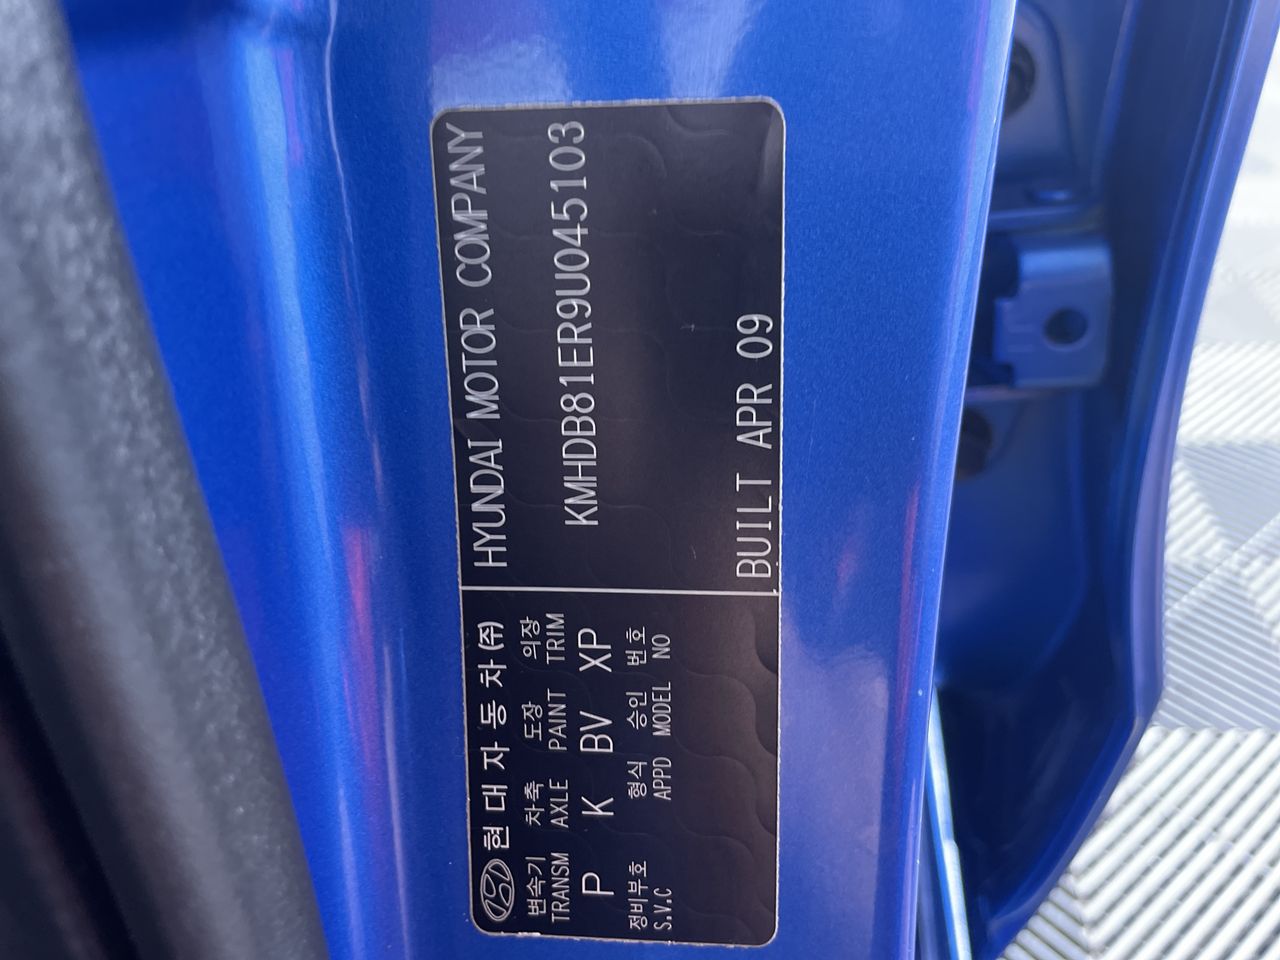 현대자동차(주)
HYUNDAI MOTOR COMPANY
변속기 차축 도장 의장
TRANSM AXLE PAINT TRIM
P K BV XP
KMHDB81ER9U045103
정비부호 형식 승인 번호
S.V.C APPD MODEL NO
BUILT APR 09